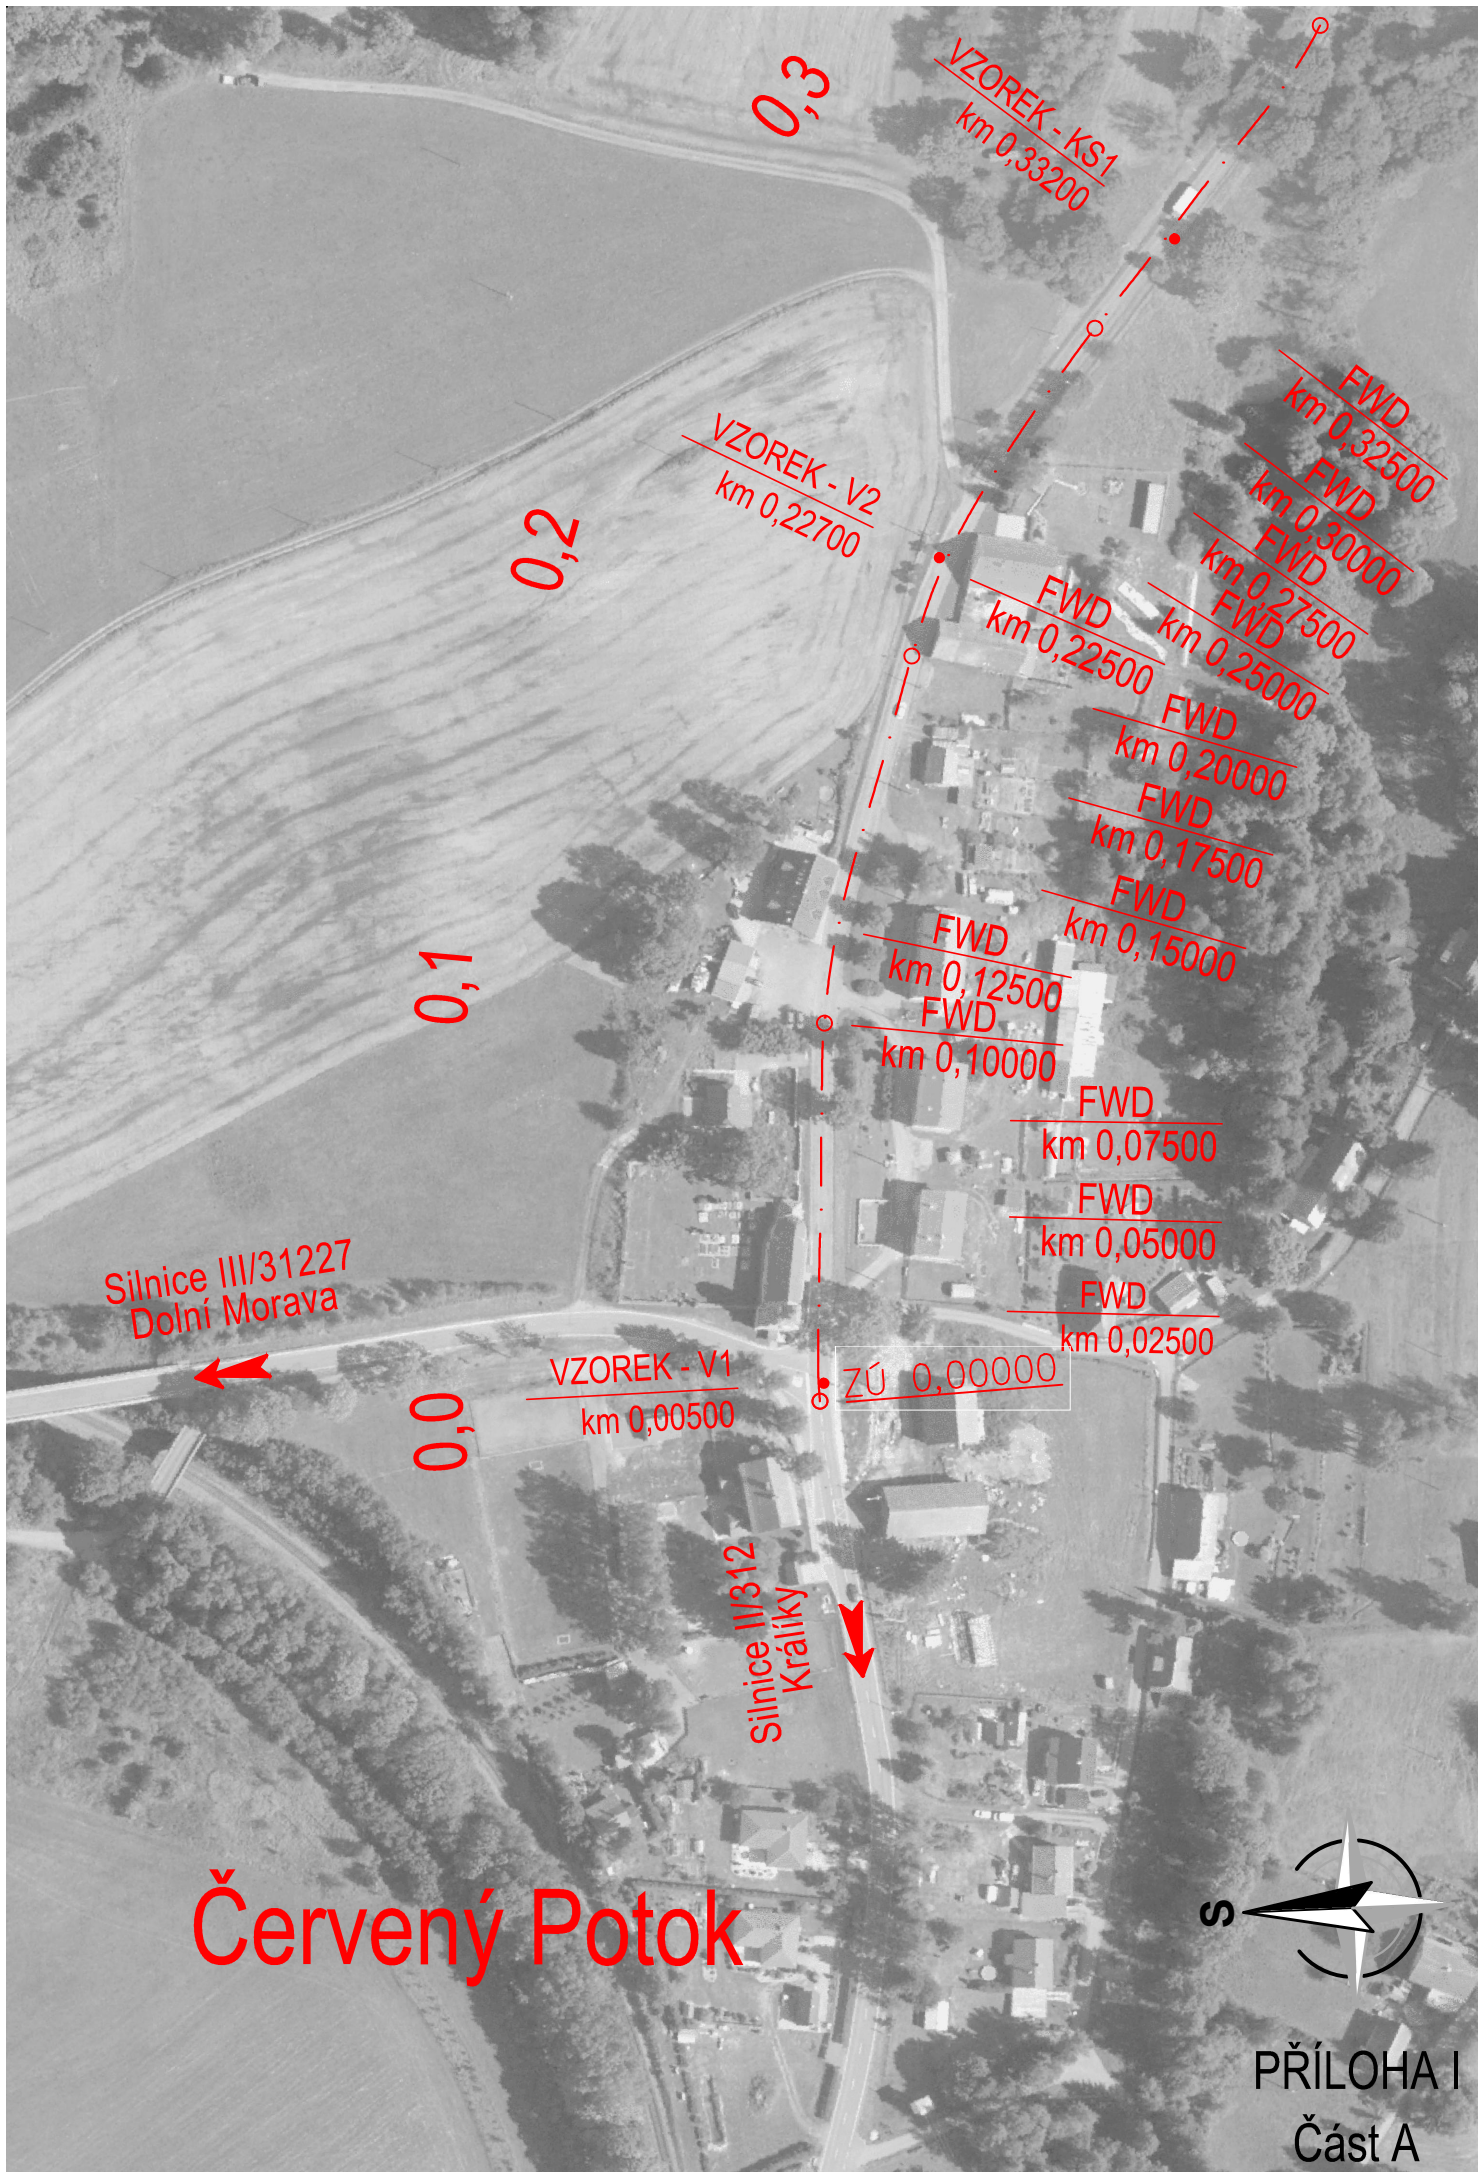 0,3
VZOREK - KS1
km 0,33200
FWD
km 0,32500
FWD
km 0,30000
FWD
km 0,27500
FWD
km 0,25000
VZOREK - V2
km 0,22700
0,2
FWD
km 0,22500
FWD
km 0,20000
FWD
km 0,17500
FWD
km 0,15000
FWD
km 0,12500
0,1
FWD
km 0,10000
FWD
km 0,07500
FWD
km 0,05000
FWD
km 0,02500
Silnice III/31227
Dolní Morava
VZOREK - V1
km 0,00500
ZÚ 0,00000
0,0
Silnice II/312
Králíky
Červený Potok
S
PŘÍLOHA I
Část A